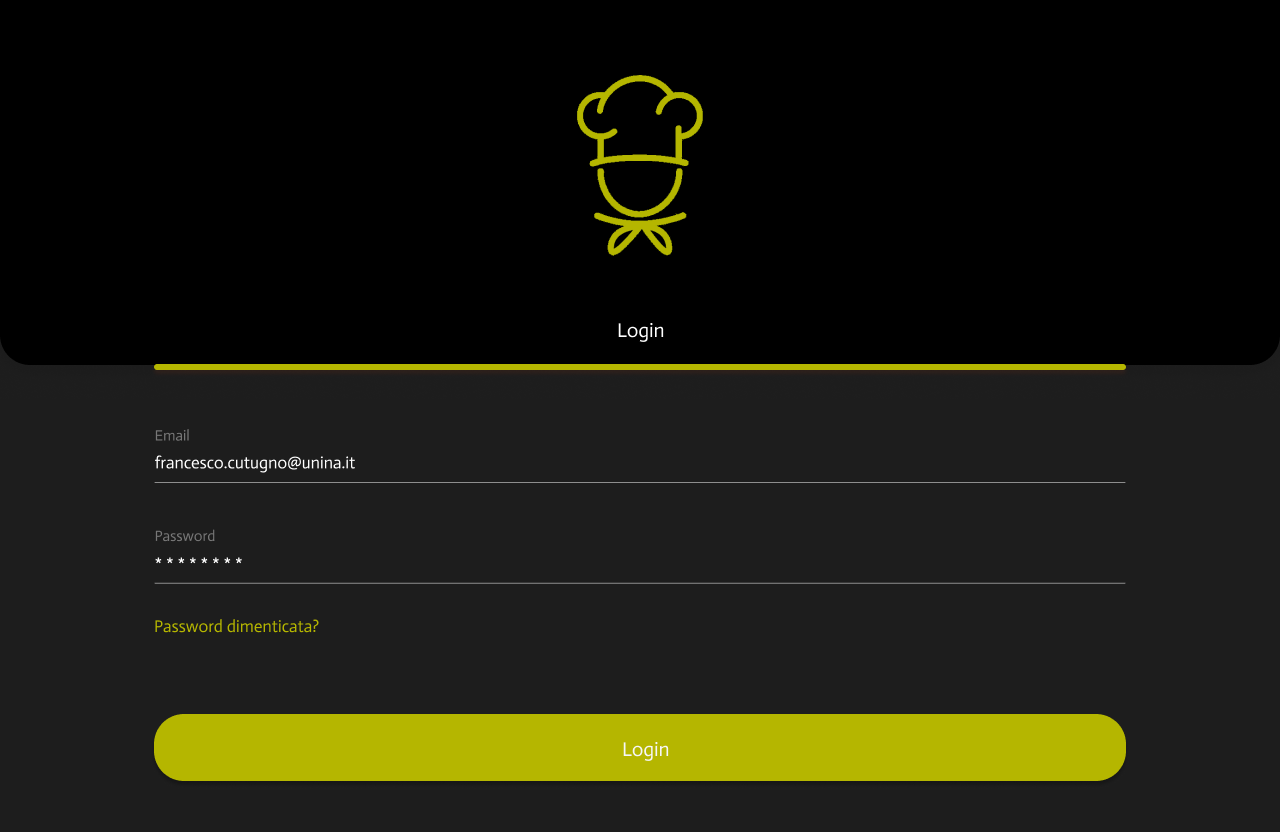 Login
Email
francesco.cutugno@unina.it
Password
* * * * * * * *
Password dimenticata?
Login